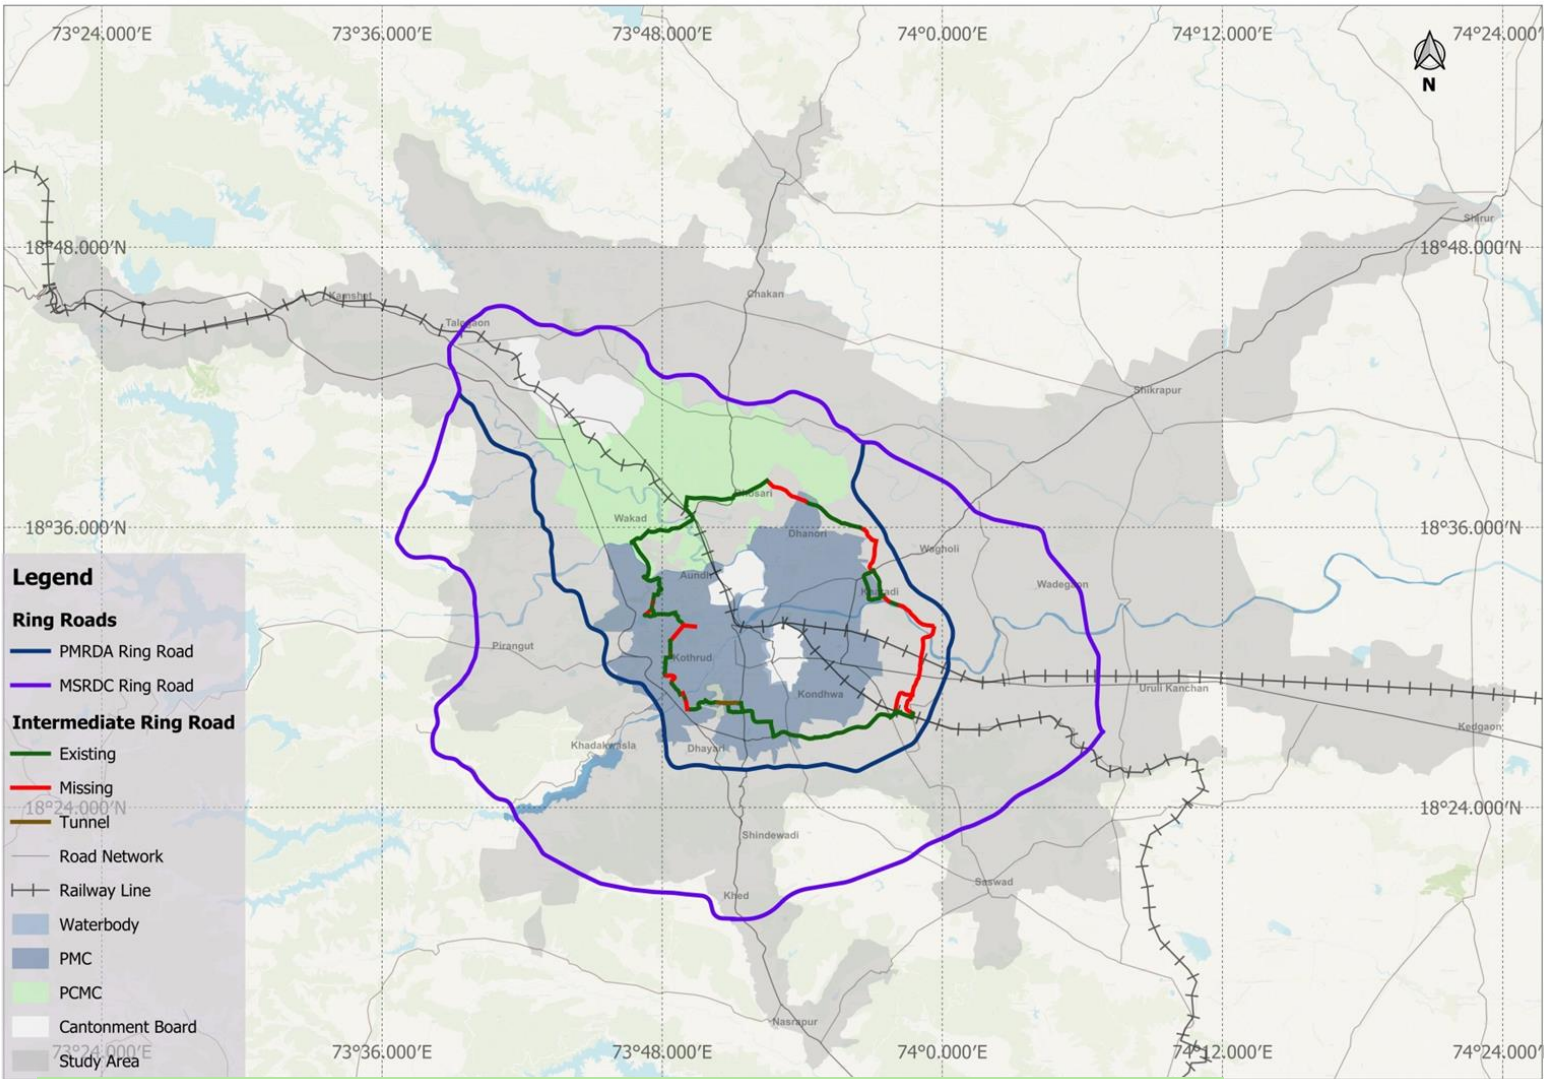 73°24.000′E 73°36.000′E 73°48.000′E 74°0.000′E 74°12.000′E 74°24.000′E
N
Shirur
18°48.000′N 18°48.000′N
Kamshet
Chakan
Talegaon
Shikrapur
Bhosari
Wakad
18°36.000′N 18°36.000′N
Dhanori
Wagholi
Aundh
Wadegaon
Kharadi
Pirangut
Kothrud
Kondhwa
Uruli Kanchan
Kedgaon
Khadakwasla
Dhayari
18°24.000′N 18°24.000′N
Shindewadi
Saswad
Khed
Nasrapur
73°24.000′E 73°36.000′E 73°48.000′E 74°0.000′E 74°12.000′E 74°24.000′E
Legend
Ring Roads
PMRDA Ring Road
MSRDC Ring Road
Intermediate Ring Road
Existing
Missing
Tunnel
Road Network
Railway Line
Waterbody
PMC
PCMC
Cantonment Board
Study Area